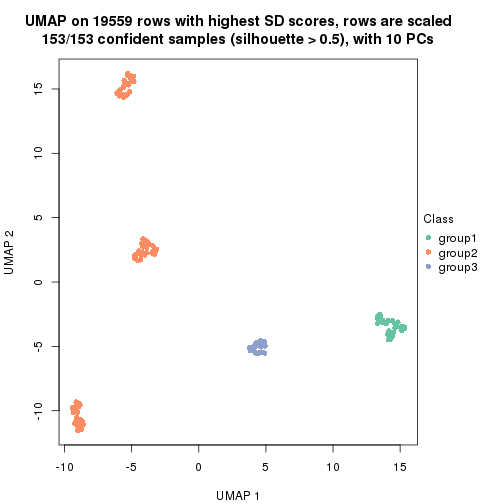 UMAP on 19559 rows with highest SD scores, rows are scaled
153/153 confident samples (silhouette > 0.5), with 10 PCs
15
10
5
0
-5
-10
UMAP 2
-10
-5
0
5
10
15
UMAP 1
Class
group1
group2
group3